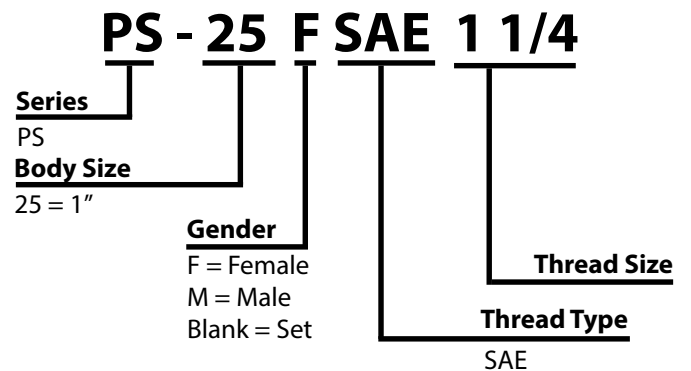 PS - 25 F SAE 1 1/4
Series
PS
Body Size
25 = 1”
Gender
F = Female
M = Male
Blank = Set
Thread Size
Thread Type
SAE